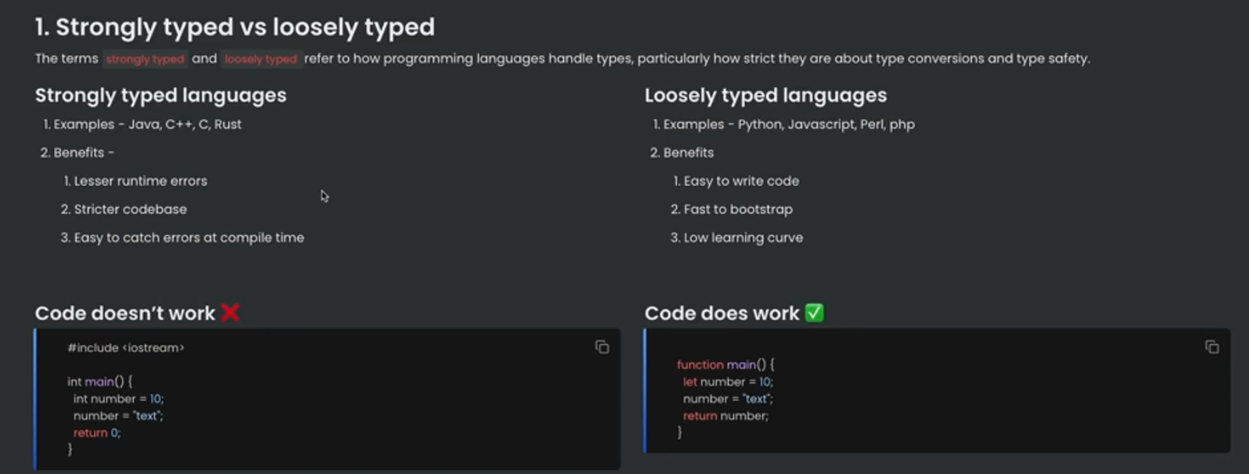 1. Strongly typed vs loosely typed
The terms strongly typed and loosely typed refer to how programming languages handle types, particularly how strict they are about type conversions and type safety.
Strongly typed languages
1. Examples - Java, C++, C, Rust
2. Benefits -
1. Lesser runtime errors
2. Stricter codebase
3. Easy to catch errors at compile time
Loosely typed languages
1. Examples - Python, Javascript, Perl, php
2. Benefits
1. Easy to write code
2. Fast to bootstrap
3. Low learning curve
Code doesn’t work ❌
#include <iostream>
int main() {
int number = 10;
number = "text";
return 0;
}
Code does work ✅
function main() {
let number = 10;
number = "text";
return number;
}